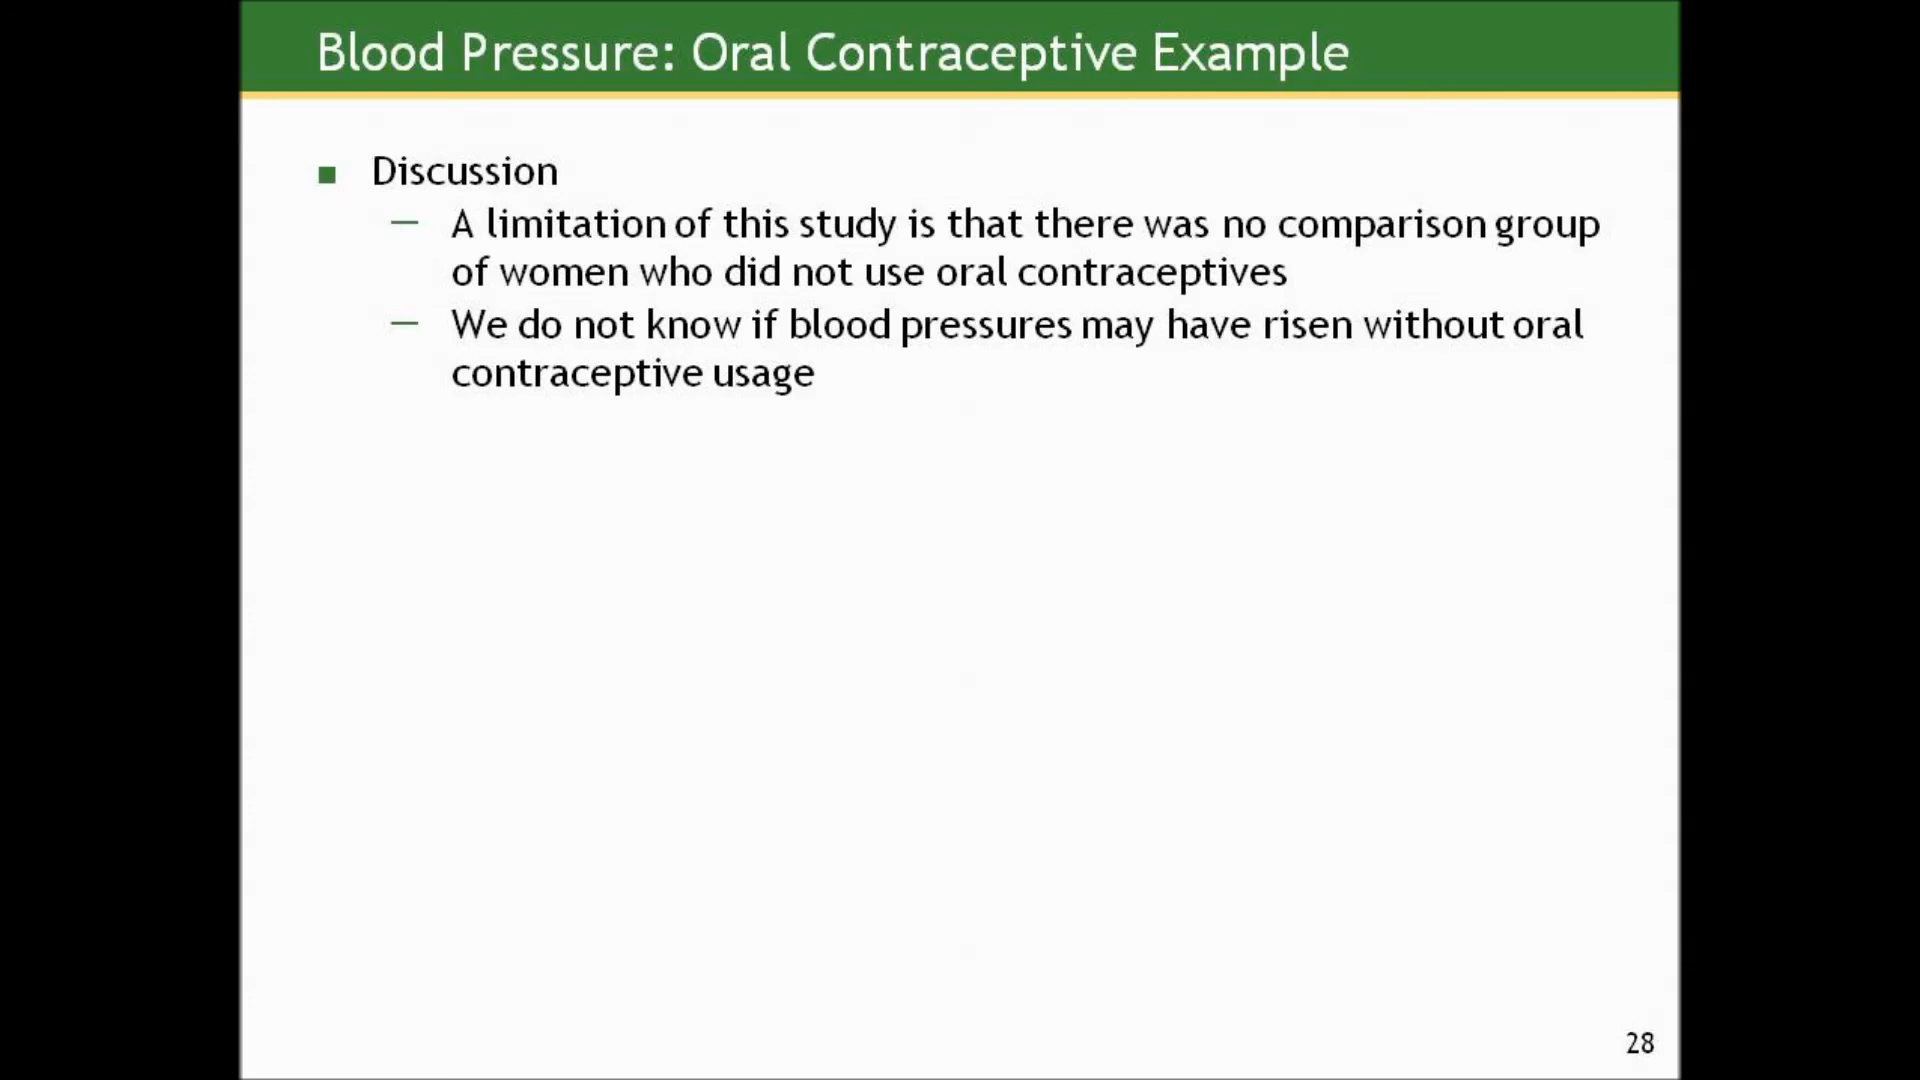 Blood Pressure: Oral Contraceptive Example
Discussion
— A limitation of this study is that there was no comparison group
of women who did not use oral contraceptives
— We do not know if blood pressures may have risen without oral
contraceptive usage
28